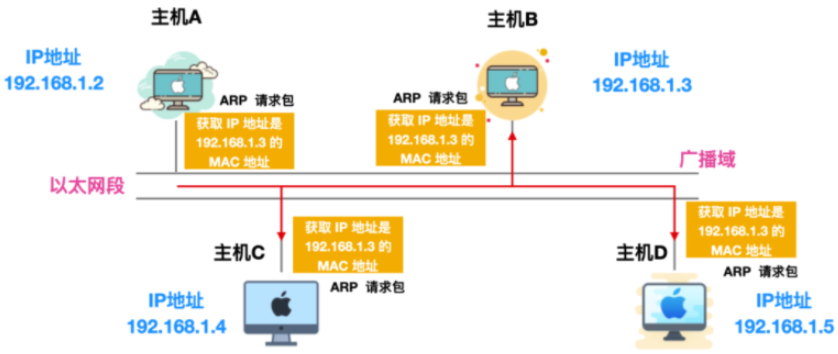 主机A
IP地址
192.168.1.2
ARP 请求包
获取 IP 地址是
192.168.1.3 的
MAC 地址
主机B
IP地址
192.168.1.3
ARP 请求包
获取 IP 地址是
192.168.1.3 的
MAC 地址
广播域
以太网段
主机C
获取 IP 地址是
192.168.1.3 的
MAC 地址
ARP 请求包
IP地址
192.168.1.4
主机D
获取 IP 地址是
192.168.1.3 的
MAC 地址
ARP 请求包
IP地址
192.168.1.5